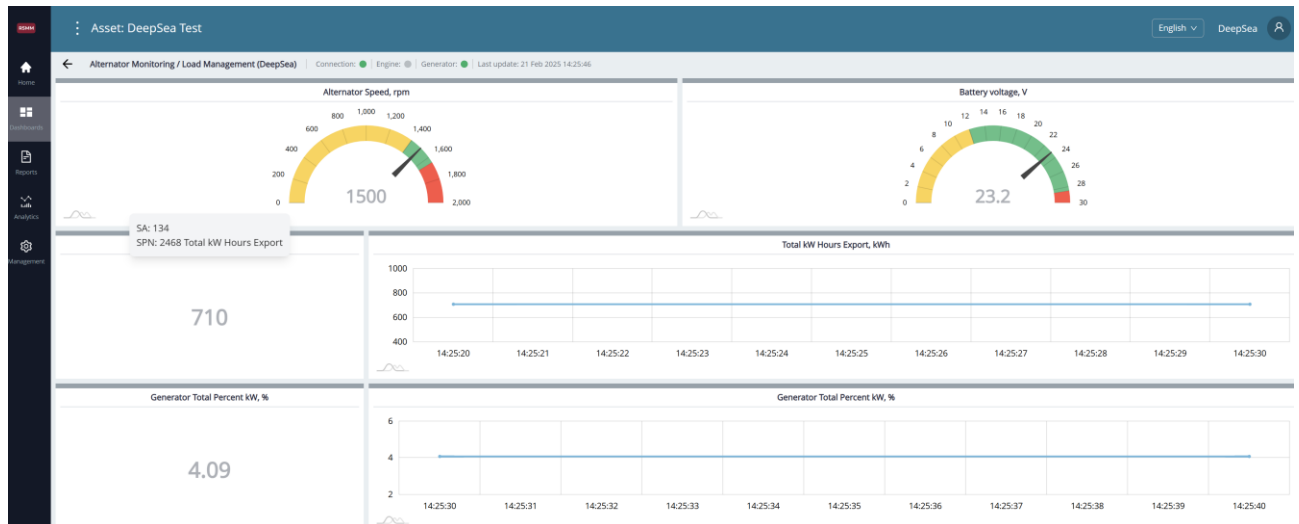 RSMM
Asset: DeepSea Test
English
DeepSea
Home
Dashboards
Reports
Analytics
Management
Alternator Monitoring / Load Management (DeepSea)
Connection:
Engine:
Generator:
Last update: 21 Feb 2025 14:25:46
Alternator Speed, rpm
0
200
400
600
800
1,000
1,200
1,400
1,600
1,800
2,000
1500
Battery voltage, V
0
2
4
6
8
10
12
14
16
18
20
22
24
26
28
30
23.2
SA: 134
SPN: 2468 Total kW Hours Export
710
Total kW Hours Export, kWh
1000
800
600
400
14:25:20 14:25:21 14:25:22 14:25:23 14:25:24 14:25:25 14:25:26 14:25:27 14:25:28 14:25:29 14:25:30
Generator Total Percent kW, %
4.09
Generator Total Percent kW, %
6
4
2
14:25:30 14:25:31 14:25:32 14:25:33 14:25:34 14:25:35 14:25:36 14:25:37 14:25:38 14:25:39 14:25:40